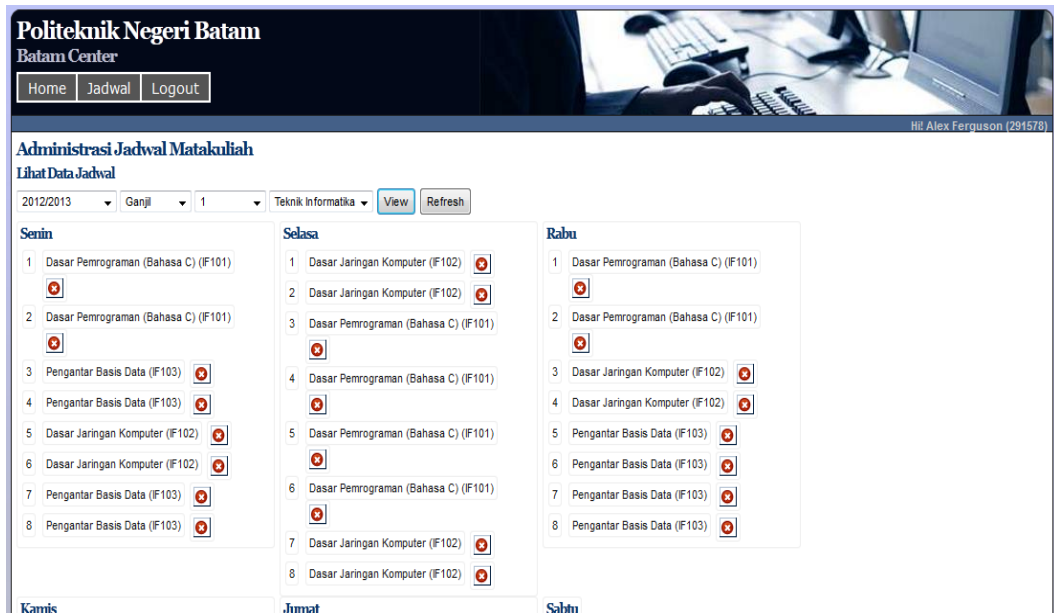 Politeknik Negeri Batam
Batam Center
Home Jadwal Logout
Hi! Alex Ferguson (291578)
Administrasi Jadwal Matakuliah
Lihat Data Jadwal
2012/2013 Ganjil 1 Teknik Informatika View Refresh
Senin
1 Dasar Pemrograman (Bahasa C) (IF101)
2 Dasar Pemrograman (Bahasa C) (IF101)
3 Pengantar Basis Data (IF103)
4 Pengantar Basis Data (IF103)
5 Dasar Jaringan Komputer (IF102)
6 Dasar Jaringan Komputer (IF102)
7 Pengantar Basis Data (IF103)
8 Pengantar Basis Data (IF103)
Selasa
1 Dasar Jaringan Komputer (IF102)
2 Dasar Jaringan Komputer (IF102)
3 Dasar Pemrograman (Bahasa C) (IF101)
4 Dasar Pemrograman (Bahasa C) (IF101)
5 Dasar Pemrograman (Bahasa C) (IF101)
6 Dasar Pemrograman (Bahasa C) (IF101)
7 Dasar Jaringan Komputer (IF102)
8 Dasar Jaringan Komputer (IF102)
Rabu
1 Dasar Pemrograman (Bahasa C) (IF101)
2 Dasar Pemrograman (Bahasa C) (IF101)
3 Dasar Jaringan Komputer (IF102)
4 Dasar Jaringan Komputer (IF102)
5 Pengantar Basis Data (IF103)
6 Pengantar Basis Data (IF103)
7 Pengantar Basis Data (IF103)
8 Pengantar Basis Data (IF103)
Kamis
Jumat
Sabtu